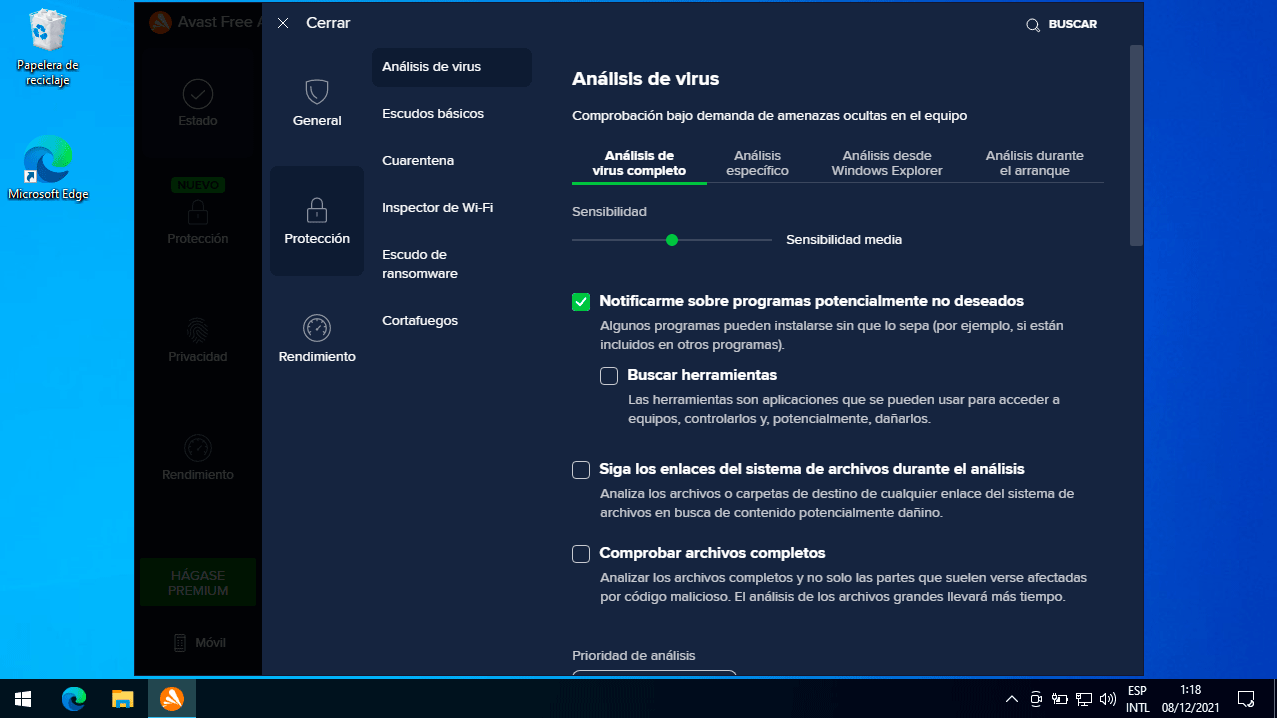 Papelera de
reciclaje
Microsoft Edge
Avast Free A
Estado
NUEVO
Protección
Privacidad
Rendimiento
HÁGASE
PREMIUM
Móvil
Cerrar
BUSCAR
General
Protección
Rendimiento
Análisis de virus
Escudos básicos
Cuarentena
Inspector de Wi-Fi
Escudo de
ransomware
Cortafuegos
Análisis de virus
Comprobación bajo demanda de amenazas ocultas en el equipo
Análisis de
virus completo
Análisis
específico
Análisis desde
Windows Explorer
Análisis durante
el arranque
Sensibilidad
Sensibilidad media
Notificarme sobre programas potencialmente no deseados
Algunos programas pueden instalarse sin que lo sepa (por ejemplo, si están
incluidos en otros programas).
Buscar herramientas
Las herramientas son aplicaciones que se pueden usar para acceder a
equipos, controlarlos y, potencialmente, dañarlos.
Siga los enlaces del sistema de archivos durante el análisis
Analiza los archivos o carpetas de destino de cualquier enlace del sistema de
archivos en busca de contenido potencialmente dañino.
Comprobar archivos completos
Analizar los archivos completos y no solo las partes que suelen verse afectadas
por código malicioso. El análisis de los archivos grandes llevará más tiempo.
Prioridad de análisis
ESP
INTL
1:18
08/12/2021